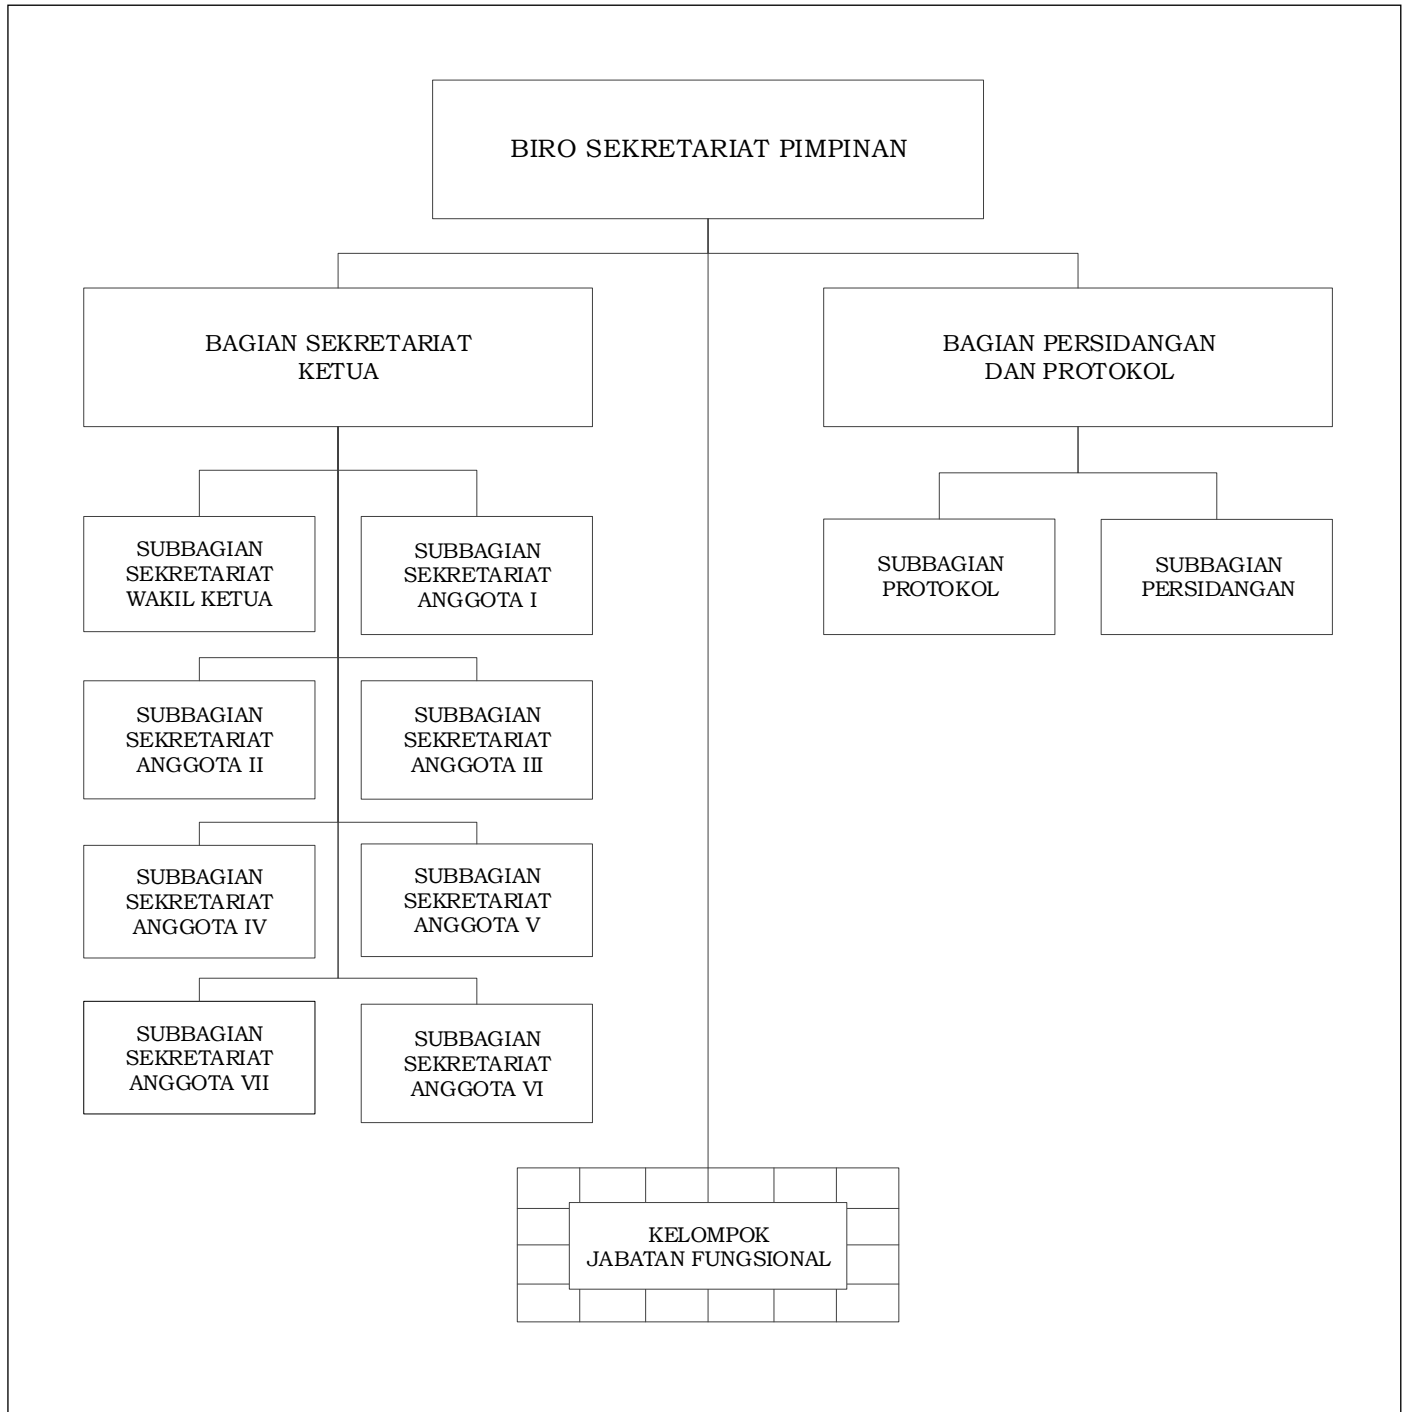 BIRO SEKRETARIAT PIMPINAN
BAGIAN SEKRETARIAT
KETUA
BAGIAN PERSIDANGAN
DAN PROTOKOL
SUBBAGIAN
SEKRETARIAT
WAKIL KETUA
SUBBAGIAN
SEKRETARIAT
ANGGOTA I
SUBBAGIAN
PROTOKOL
SUBBAGIAN
PERSIDANGAN
SUBBAGIAN
SEKRETARIAT
ANGGOTA II
SUBBAGIAN
SEKRETARIAT
ANGGOTA III
SUBBAGIAN
SEKRETARIAT
ANGGOTA IV
SUBBAGIAN
SEKRETARIAT
ANGGOTA V
SUBBAGIAN
SEKRETARIAT
ANGGOTA VII
SUBBAGIAN
SEKRETARIAT
ANGGOTA VI
KELOMPOK
JABATAN FUNGSIONAL